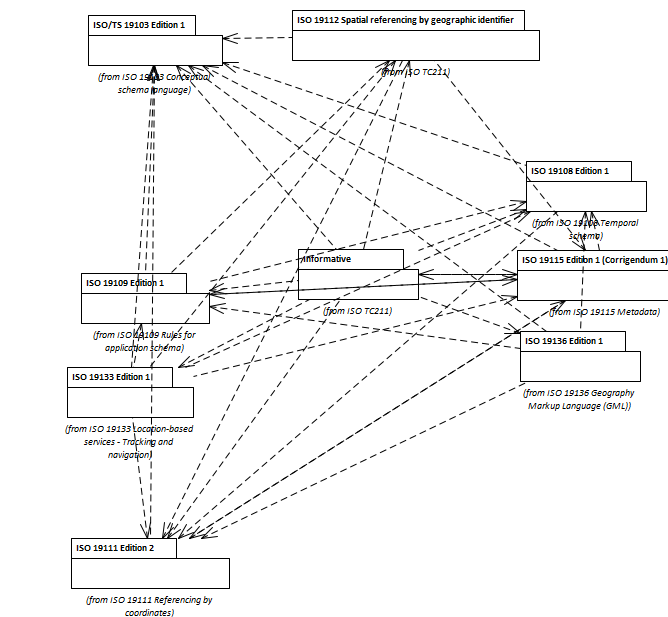 ISO/TS 19103 Edition 1
(from ISO 19103 Conceptual
schema language)
ISO 19112 Spatial referencing by geographic identifier
(from ISO TC211)
ISO 19108 Edition 1
(from ISO 19108 Temporal
schema)
Informative
(from ISO TC211)
ISO 19115 Edition 1 (Corrigendum 1)
(from ISO 19115 Metadata)
ISO 19109 Edition 1
(from ISO 19109 Rules for
application schema)
ISO 19136 Edition 1
(from ISO 19136 Geography
Markup Language (GML))
ISO 19133 Edition 1
(from ISO 19133 Location-based
services - Tracking and
navigation)
ISO 19111 Edition 2
(from ISO 19111 Referencing by
coordinates)